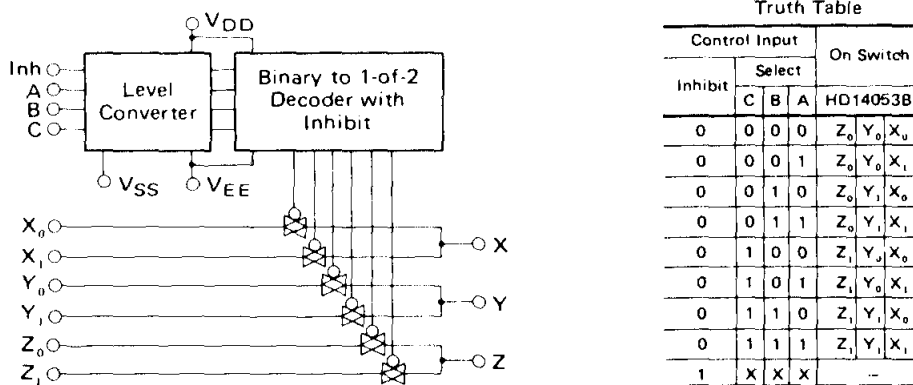 V_DD
Inh
A
B
C
Level
Converter
Binary to 1-of-2
Decoder with
Inhibit
V_SS
V_EE
X₀
X₁
X
Y₀
Y₁
Y
Z₀
Z₁
Z
Truth Table
Control Input
On Switch
Inhibit
Select
C B A
HD14053B
0 0 0 0 Z₀ Y₀ X₀
0 0 0 1 Z₀ Y₀ X₁
0 0 1 0 Z₀ Y₁ X₀
0 0 1 1 Z₀ Y₁ X₁
0 1 0 0 Z₁ Y₀ X₀
0 1 0 1 Z₁ Y₀ X₁
0 1 1 0 Z₁ Y₁ X₀
0 1 1 1 Z₁ Y₁ X₁
1 X X X –